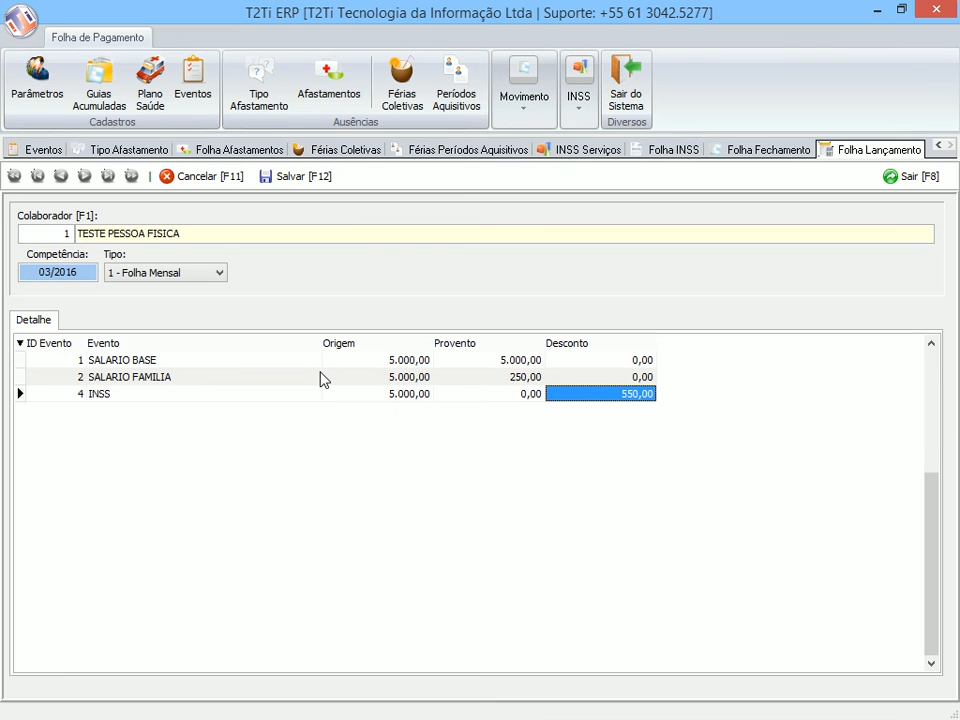 T2Ti ERP [T2Ti Tecnologia da Informação Ltda | Suporte: +55 61 3042.5277]
Folha de Pagamento
Parâmetros
Guias Acumuladas
Plano Saúde
Eventos
Tipo Afastamento
Afastamentos
Férias Coletivas
Períodos Aquisitivos
Movimento
INSS
Sair do Sistema
Cadastros
Ausências
Diversos
Eventos
Tipo Afastamento
Folha Afastamentos
Férias Coletivas
Férias Períodos Aquisitivos
INSS Serviços
Folha INSS
Folha Fechamento
Folha Lançamento
Cancelar [F11]
Salvar [F12]
Sair [F8]
Colaborador [F1]:
1 TESTE PESSOA FISICA
Competência: Tipo:
03/2016 1 - Folha Mensal
Detalhe
ID Evento Evento Origem Provento Desconto
1 SALARIO BASE 5.000,00 5.000,00 0,00
2 SALARIO FAMILIA 5.000,00 250,00 0,00
4 INSS 5.000,00 0,00 550,00